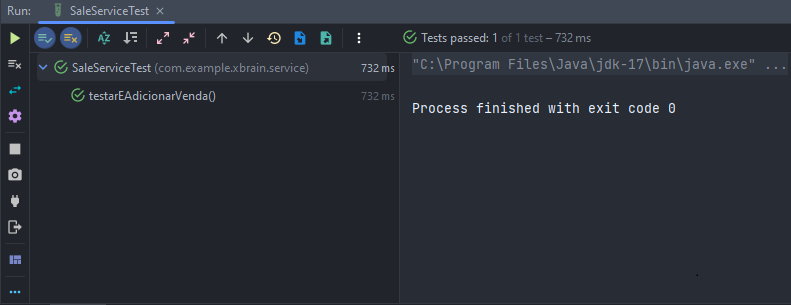 Run: SaleServiceTest ×
Tests passed: 1 of 1 test – 732 ms
SaleServiceTest (com.example.xbrain.service) 732 ms
"C:\Program Files\Java\jdk-17\bin\java.exe" ...
testarEAdicionarVenda() 732 ms
Process finished with exit code 0